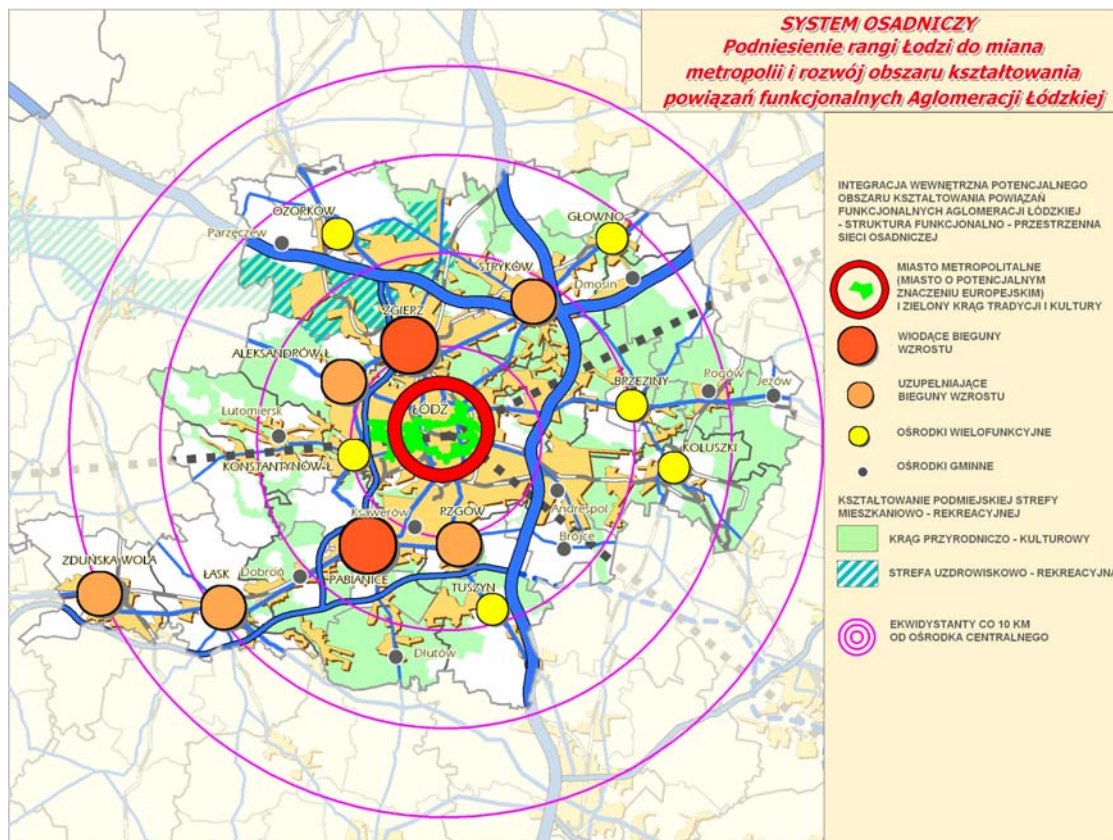 SYSTEM OSADNICZY
Podniesienie rangi Łodzi do miana
metropolii i rozwój obszaru kształtowania
powiązań funkcjonalnych Aglomeracji Łódzkiej
INTEGRACJA WEWNĘTRZNA POTENCJALNEGO
OBSZARU KSZTAŁTOWANIA POWIĄZAŃ
FUNKCJONALNYCH AGLOMERACJI ŁÓDZKIEJ
- STRUKTURA FUNKCJONALNO - PRZESTRZENNA
SIECI OSADNICZEJ
MIASTO METROPOLITALNE
(MIASTO O POTENCJALNYM
ZNACZENIU EUROPEJSKIM)
I ZIELONY KRĄG TRADYCJI I KULTURY
WIODĄCE BIEGUNY
WZROSTU
UZUPEŁNIAJĄCE
BIEGUNY WZROSTU
OŚRODKI WIELOFUNKCYJNE
OŚRODKI GMINNE
KSZTAŁTOWANIE PODMIEJSKIEJ STREFY
MIESZKANIOWO - REKREACYJNEJ
KRĄG PRZYRODNICZO - KULTUROWY
STREFA UZDROWISKOWO - REKREACYJNA
EKWIDYSTANTY CO 10 KM
OD OŚRODKA CENTRALNEGO
OZORKÓW
Parzęczew
GŁOWNO
STRYKÓW
Dmosin
ZGIERZ
ALEKSANDRÓW Ł.
BRZEZINY
Rogów
Jeżów
ŁÓDŹ
Lutomiersk
KONSTANTYNÓW Ł.
KOLUSZKI
Ksawerów
RZGÓW
Andrespol
Brójce
ZDUŃSKA WOLA
ŁASK
Dobroń
PABIANICE
TUSZYN
Dłutów